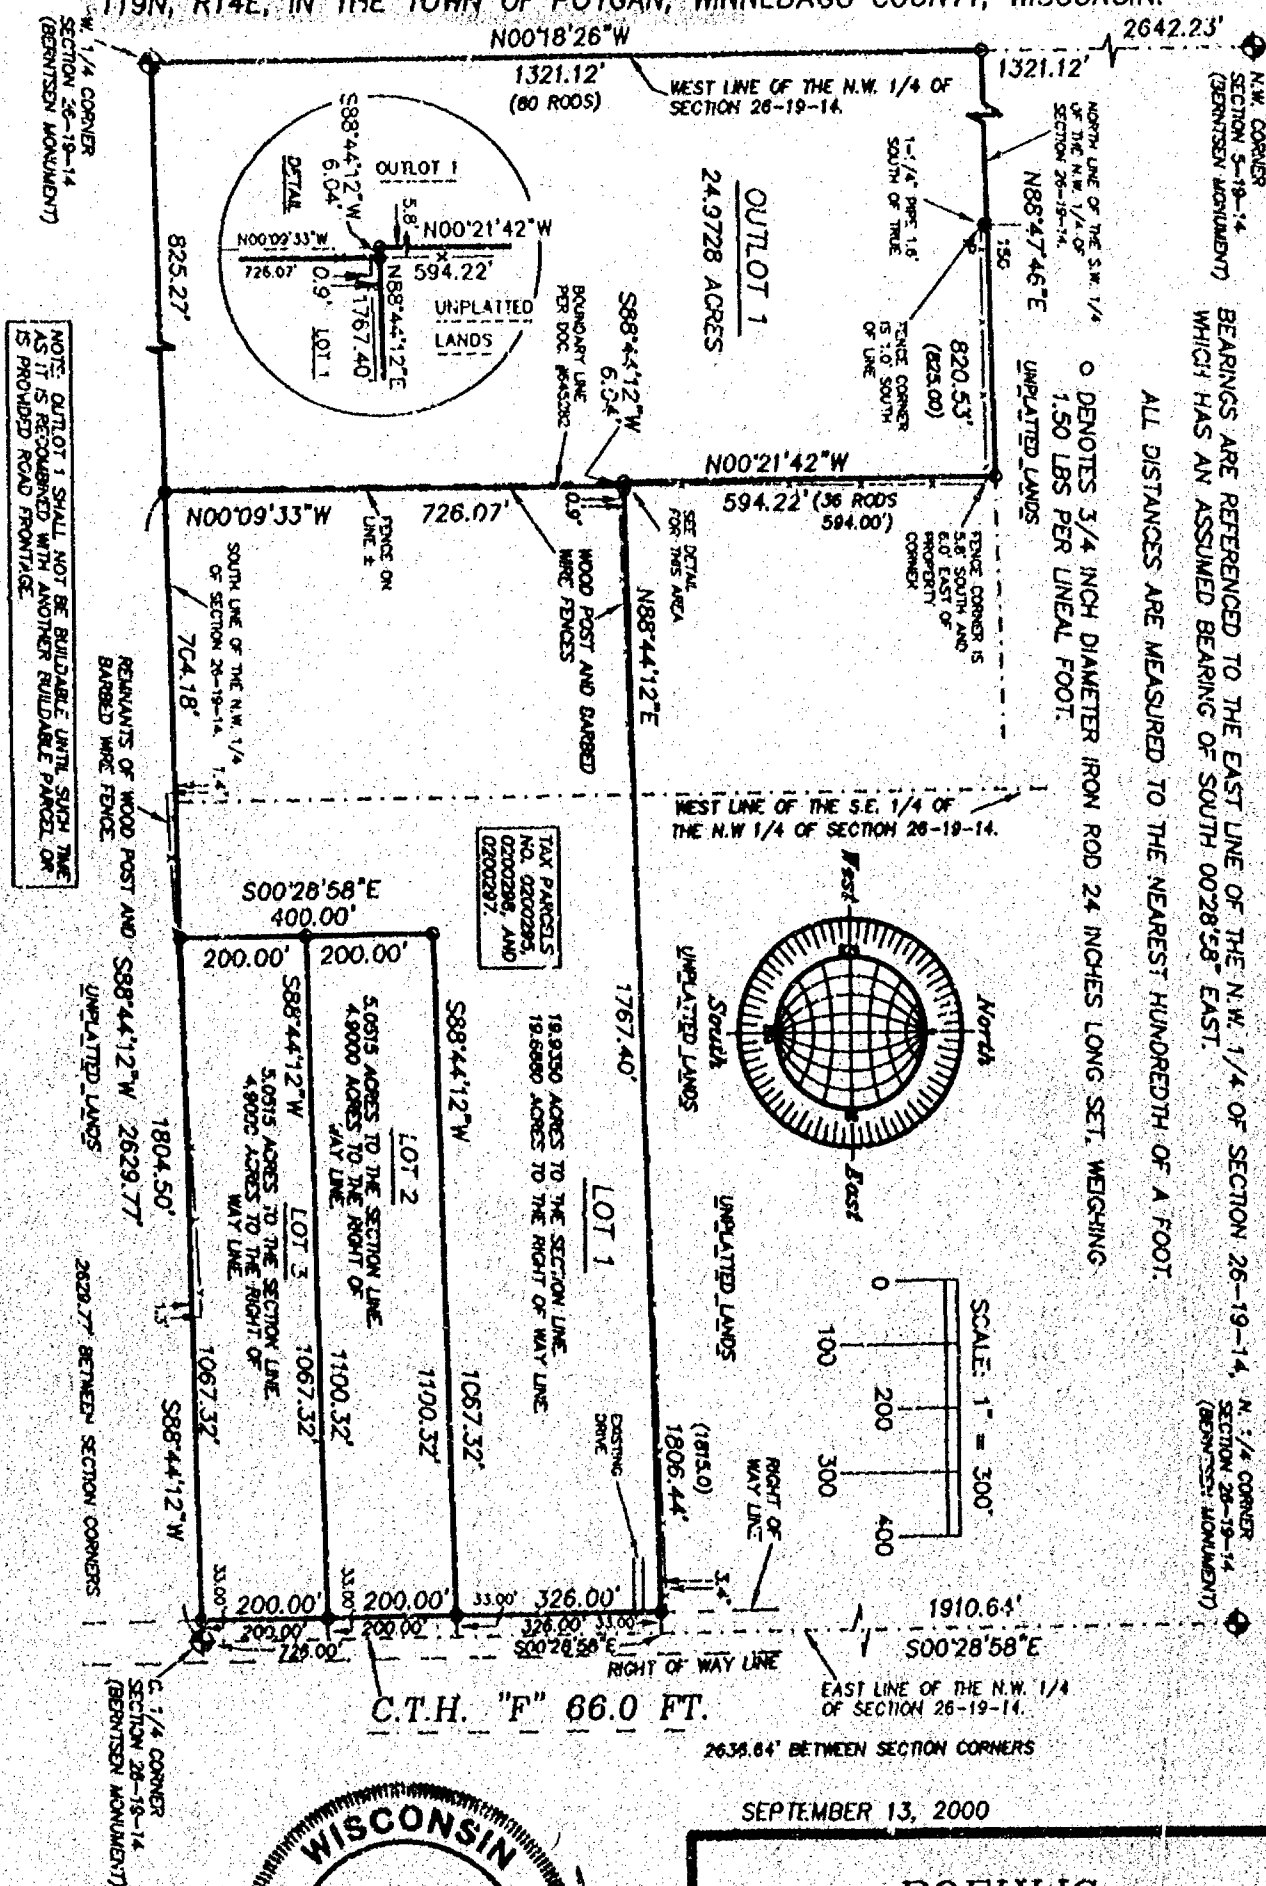 T19N, R14E, IN THE TOWN OF POYGAN, WINNEBAGO COUNTY, WISCONSIN.
N.W. CORNER
(BERNTSEN MONUMENT)
BEARINGS ARE REFERENCED TO THE EAST LINE OF THE N.W. 1/4 OF SECTION 26-19-14,
WHICH HAS AN ASSUMED BEARING OF SOUTH 00°28'58" EAST.
ALL DISTANCES ARE MEASURED TO THE NEAREST HUNDREDTH OF A FOOT.
O DENOTES 3/4 INCH DIAMETER IRON ROD 24 INCHES LONG SET, WEIGHING
1.50 LBS PER LINEAL FOOT.
N. 1/4 CORNER
SECTION 26-19-14
(BERNTSEN MONUMENT)
2642.23'
1321.12'
N00°18'26"W
1321.12'
(80 RODS)
WEST LINE OF THE N.W. 1/4 OF
SECTION 26-19-14.
W. 1/4 CORNER
SECTION 26-19-14
(BERNTSEN MONUMENT)
NORTH LINE OF THE S.W. 1/4
OF THE N.W. 1/4 OF
SECTION 26-19-14.
N88°47'46"E
1-1/4" PIPE 1.6'
SOUTH OF TRUE
150
820.53'
(825.00)
FENCE CORNER
IS 1.0' SOUTH
OF LINE
UNPLATTED LANDS
OUTLOT 1
24.9728 ACRES
S88°44'12"W
6.04'
BOUNDARY LINE
PER DOC.
DETAIL
S88°44'12"W
6.04'
OUTLOT 1
5.8'
N00°21'42"W
594.22'
N00°09'33"W
726.07'
0.9'
N88°44'12"E
1767.40'
LOT 1
UNPLATTED
LANDS
N00°21'42"W
594.22' (36 RODS
594.00')
FENCE CORNER IS
5.8' SOUTH AND
6.0' EAST OF
PROPERTY
CORNER
SEE DETAIL
FOR THIS AREA
0.9'
WOOD POST AND BARBED
WIRE FENCES
N88°44'12"E
N00°09'33"W
726.07'
FENCE ON
LINE ±
825.27'
704.18'
SOUTH LINE OF THE N.W. 1/4
OF SECTION 26-19-14.
1.4'
REMNANTS OF WOOD POST AND
BARBED WIRE FENCE.
NOTE: OUTLOT 1 SHALL NOT BE BUILDABLE UNTIL SUCH TIME
AS IT IS RECOMBINED WITH ANOTHER BUILDABLE PARCEL OR
IS PROVIDED ROAD FRONTAGE.
WEST LINE OF THE S.E. 1/4 OF
THE N.W 1/4 OF SECTION 26-19-14.
TAX PARCELS
NO. 0200295,
0200296, AND
0200297.
S00°28'58"E
400.00'
200.00'
200.00'
North
West
East
South
UNPLATTED LANDS
1767.40'
UNPLATTED LANDS
SCALE: 1" = 300'
0 100 200 300 400
LOT 1
19.9350 ACRES TO THE SECTION LINE.
19.6880 ACRES TO THE RIGHT OF WAY LINE.
S88°44'12"W
LOT 2
5.0515 ACRES TO THE SECTION LINE.
4.9000 ACRES TO THE RIGHT OF
WAY LINE.
S88°44'12"W
LOT 3
5.0515 ACRES TO THE SECTION LINE.
4.9000 ACRES TO THE RIGHT OF
WAY LINE.
1067.32'
1100.32'
1100.32'
1067.32'
1067.32'
S88°44'12"W 2629.77'
UNPLATTED LANDS
1804.50'
1.3'
S88°44'12"W
2629.77' BETWEEN SECTION CORNERS
EXISTING
DRIVE
(1815.0)
1806.44'
3.4'
RIGHT OF
WAY LINE
33.00'
200.00'
33.00'
200.00'
33.00'
326.00'
200.00'
200.00'
326.00'
33.00'
726.00'
S00°28'58"E
RIGHT OF WAY LINE
1910.64'
S00°28'58"E
EAST LINE OF THE N.W. 1/4
OF SECTION 26-19-14.
2636.64' BETWEEN SECTION CORNERS
C.T.H. "F" 66.0 FT.
C. 1/4 CORNER
SECTION 26-19-14
(BERNTSEN MONUMENT)
SEPTEMBER 13, 2000
WISCONSIN